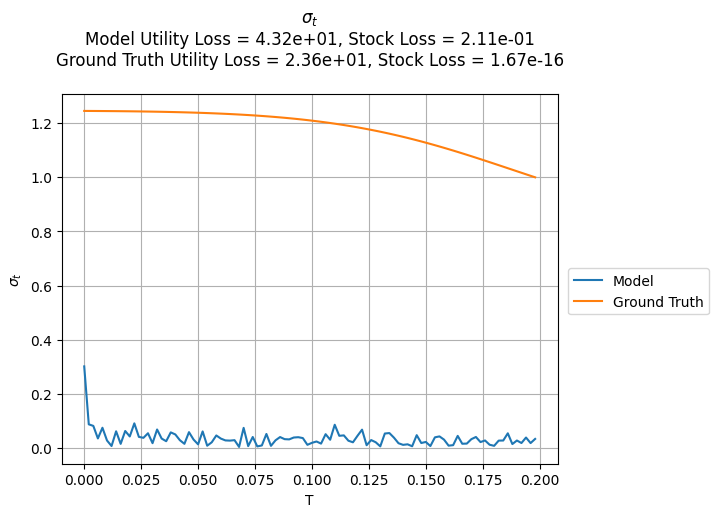 σt
Model Utility Loss = 4.32e+01, Stock Loss = 2.11e-01
Ground Truth Utility Loss = 2.36e+01, Stock Loss = 1.67e-16
1.2
1.0
0.8
0.6
0.4
0.2
0.0
σt
0.000 0.025 0.050 0.075 0.100 0.125 0.150 0.175 0.200
T
Model
Ground Truth